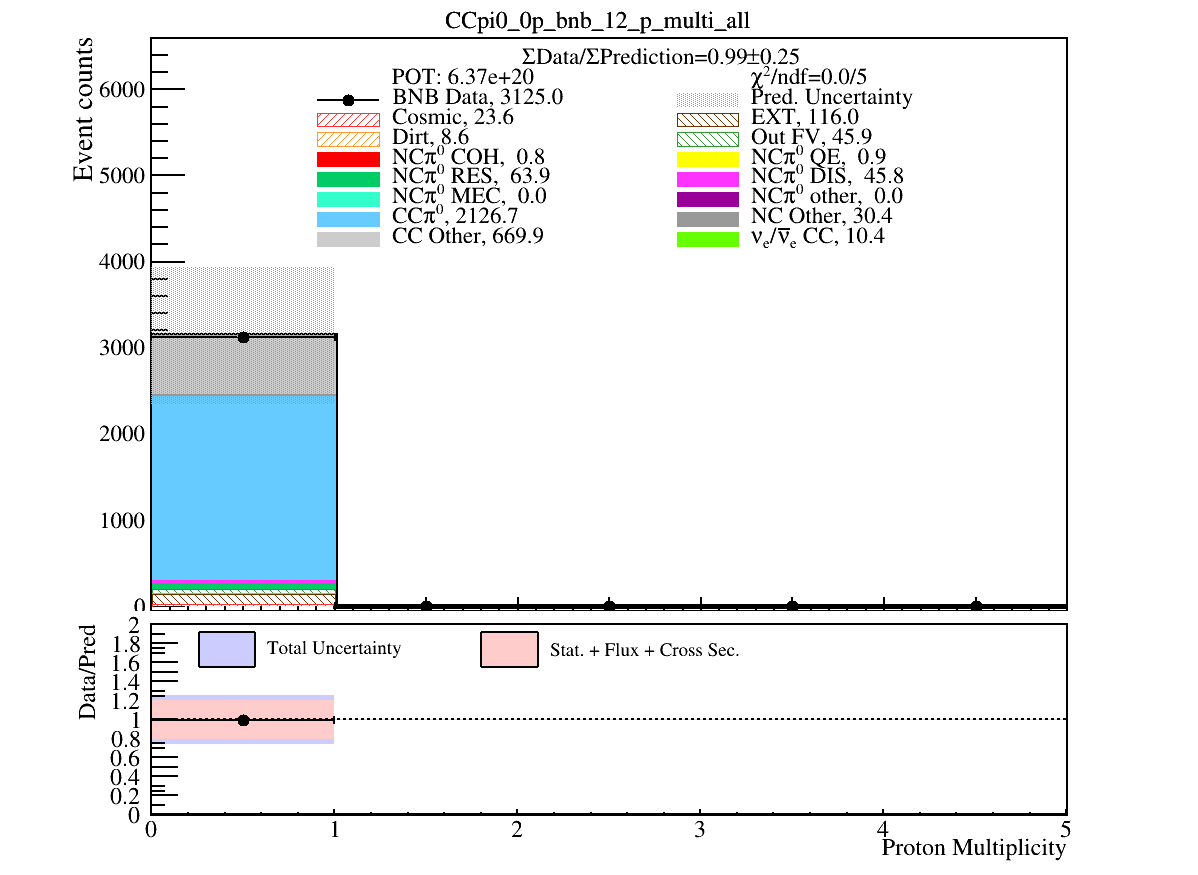 CCpi0_0p_bnb_12_p_multi_all
ΣData/ΣPrediction=0.99±0.25
POT: 6.37e+20
χ²/ndf=0.0/5
BNB Data, 3125.0
Pred. Uncertainty
Cosmic, 23.6
EXT, 116.0
Dirt, 8.6
Out FV, 45.9
NCπ⁰ COH, 0.8
NCπ⁰ QE, 0.9
NCπ⁰ RES, 63.9
NCπ⁰ DIS, 45.8
NCπ⁰ MEC, 0.0
NCπ⁰ other, 0.0
CCπ⁰, 2126.7
NC Other, 30.4
CC Other, 669.9
νₑ/ν̅ₑ CC, 10.4
Event counts
6000
5000
4000
3000
2000
1000
0
Total Uncertainty
Stat. + Flux + Cross Sec.
Data/Pred
2
1.8
1.6
1.4
1.2
1
0.8
0.6
0.4
0.2
0
0 1 2 3 4 5
Proton Multiplicity